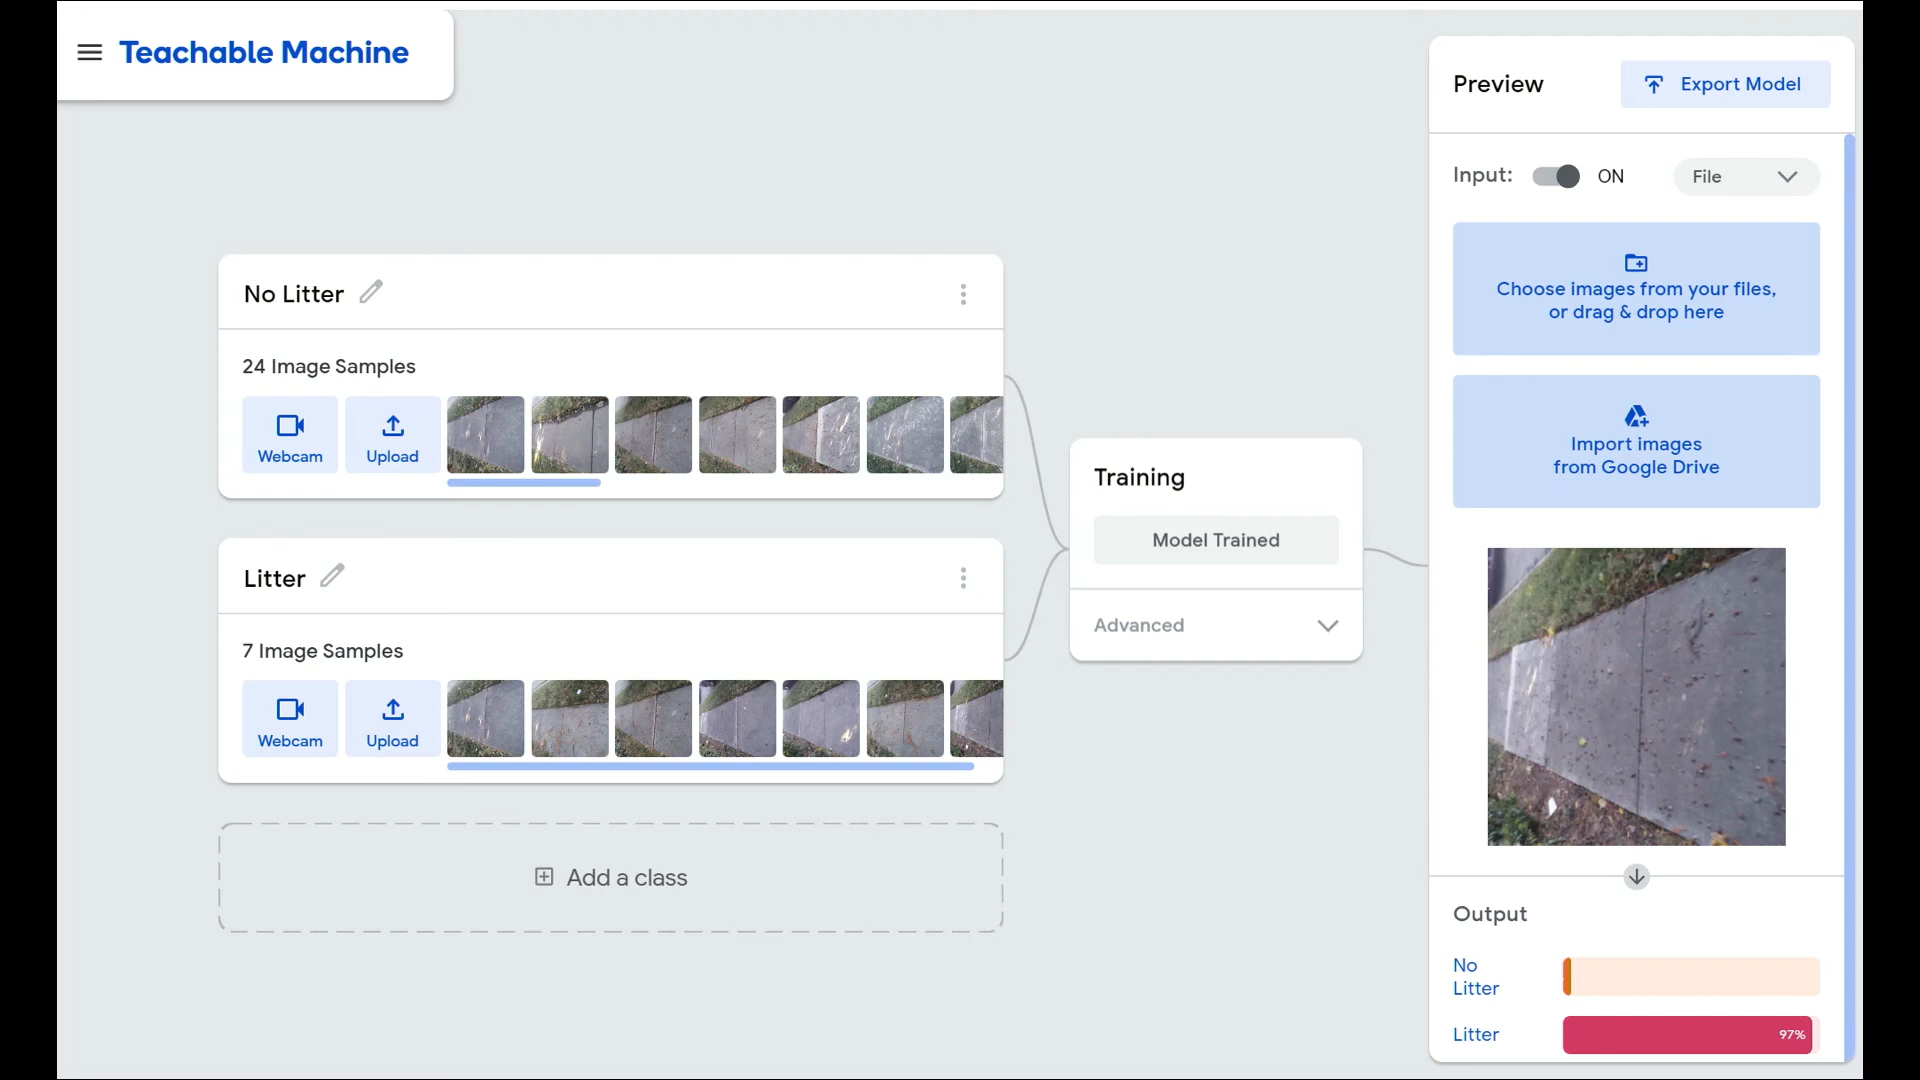 Teachable Machine
Preview
Export Model
Input:
ON
File
Choose images from your files,
or drag & drop here
Import images
from Google Drive
No Litter
24 Image Samples
Webcam
Upload
Litter
7 Image Samples
Webcam
Upload
Add a class
Training
Model Trained
Advanced
Output
No
Litter
Litter
97%